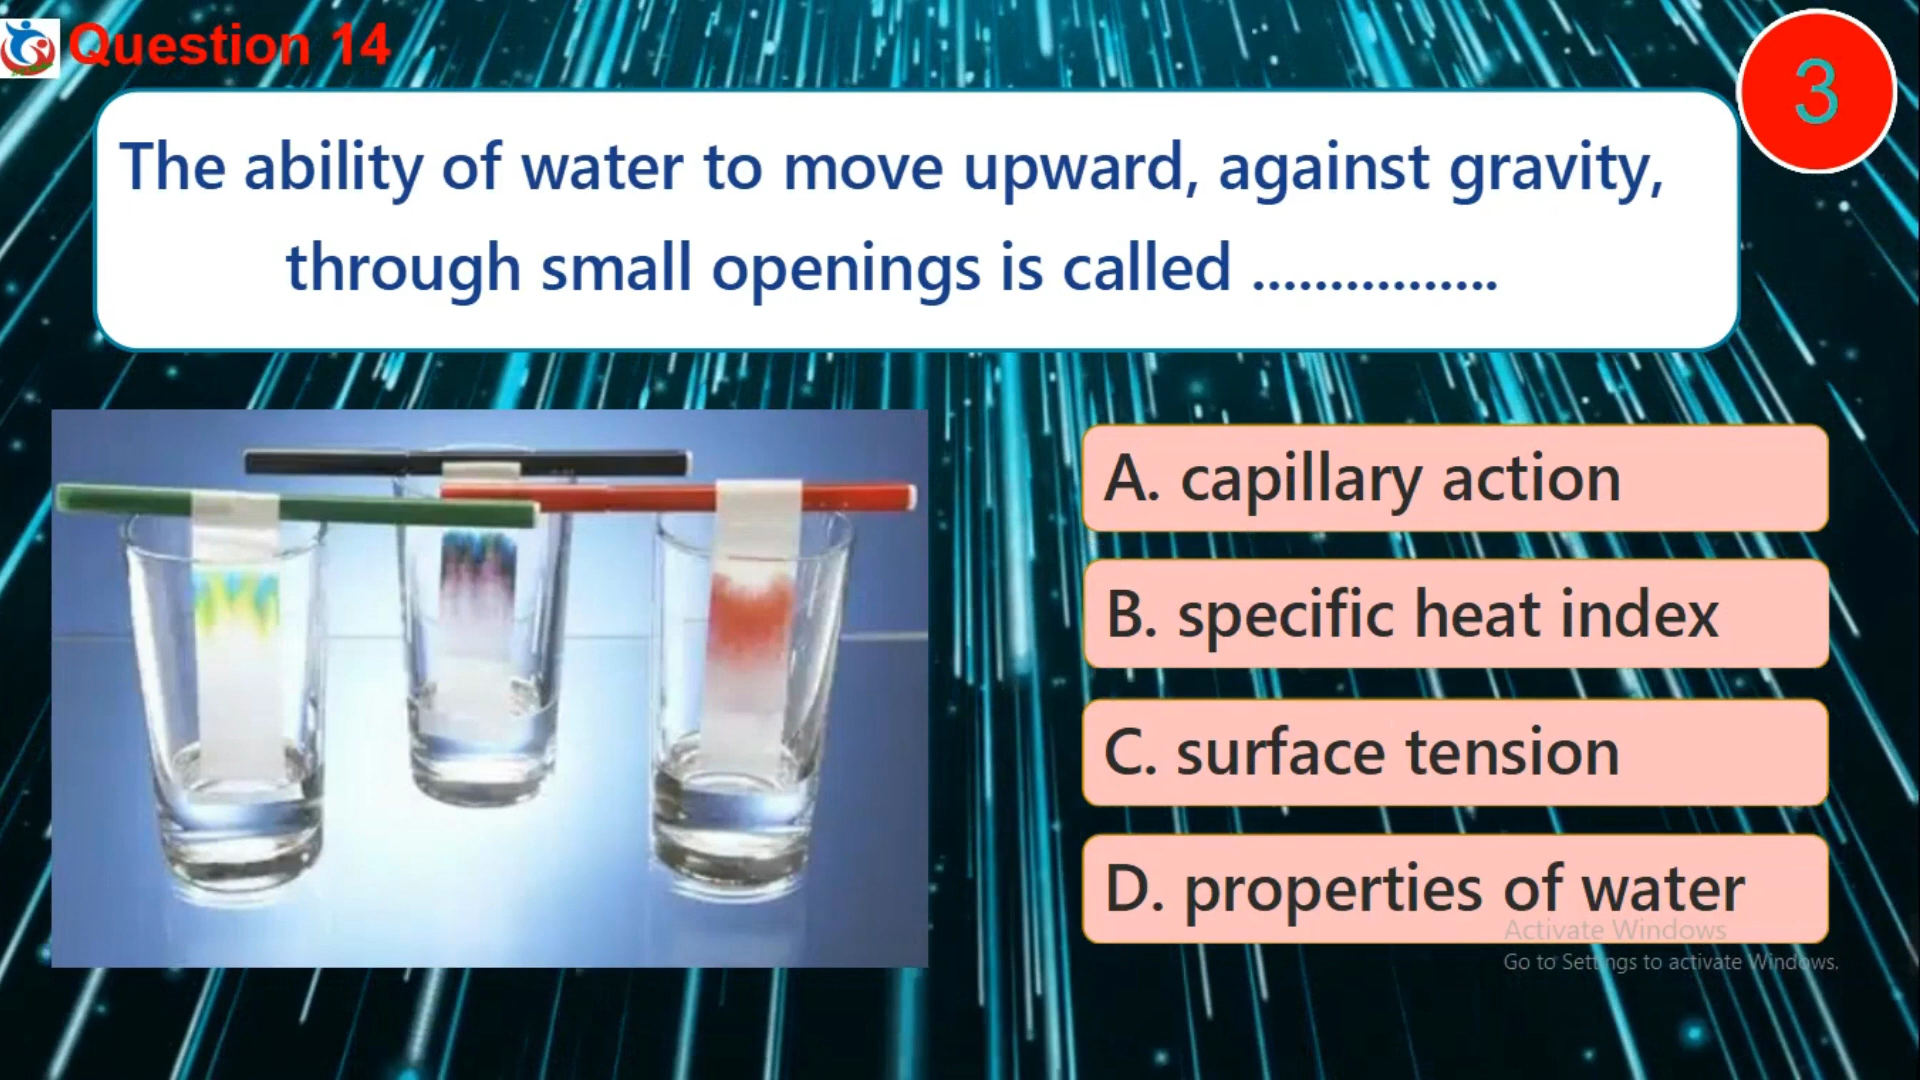 Question 14
3
The ability of water to move upward, against gravity,
through small openings is called ................
A. capillary action
B. specific heat index
C. surface tension
D. properties of water
Activate Windows
Go to Settings to activate Windows.